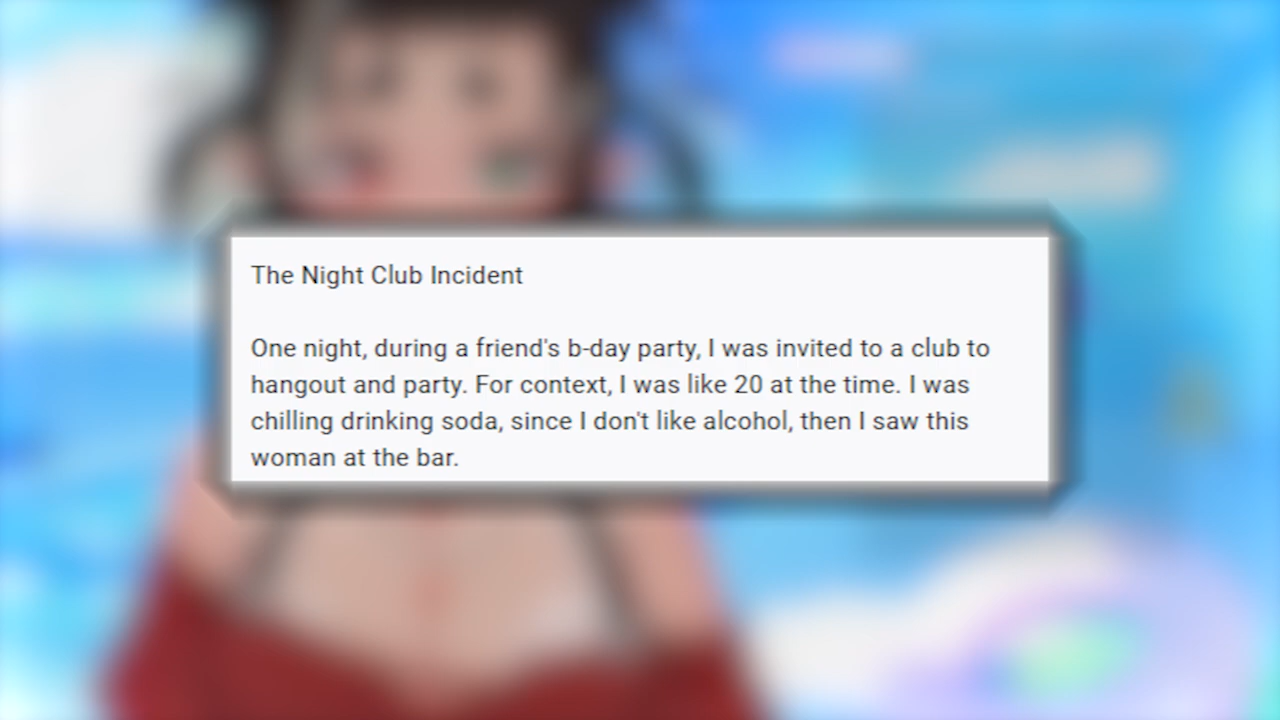 The Night Club Incident
One night, during a friend's b-day party, I was invited to a club to
hangout and party. For context, I was like 20 at the time. I was
chilling drinking soda, since I don't like alcohol, then I saw this
woman at the bar.